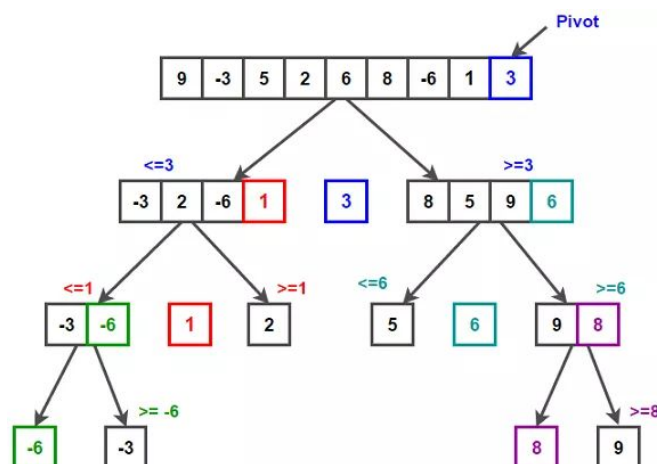 Pivot
9 -3 5 2 6 8 -6 1 3
<=3 >=3
-3 2 -6 1 3 8 5 9 6
<=1 >=1 <=6 >=6
-3 -6 1 2 5 6 9 8
>= -6 >=8
-6 -3 8 9